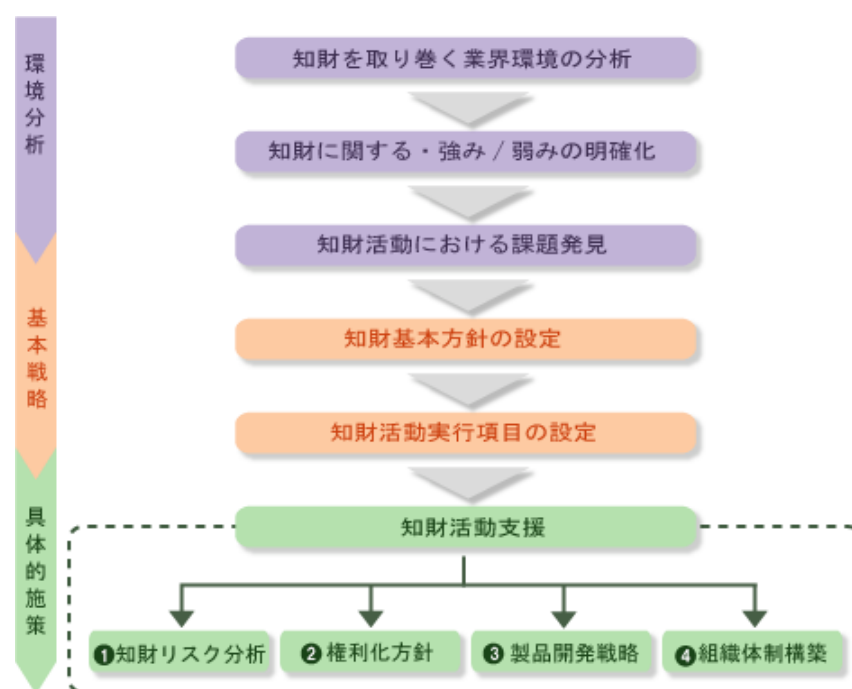 環境分析
知財を取り巻く業界環境の分析
知財に関する・強み / 弱みの明確化
知財活動における課題発見
基本戦略
知財基本方針の設定
知財活動実行項目の設定
具体的施策
知財活動支援
❶知財リスク分析
❷権利化方針
❸製品開発戦略
❹組織体制構築